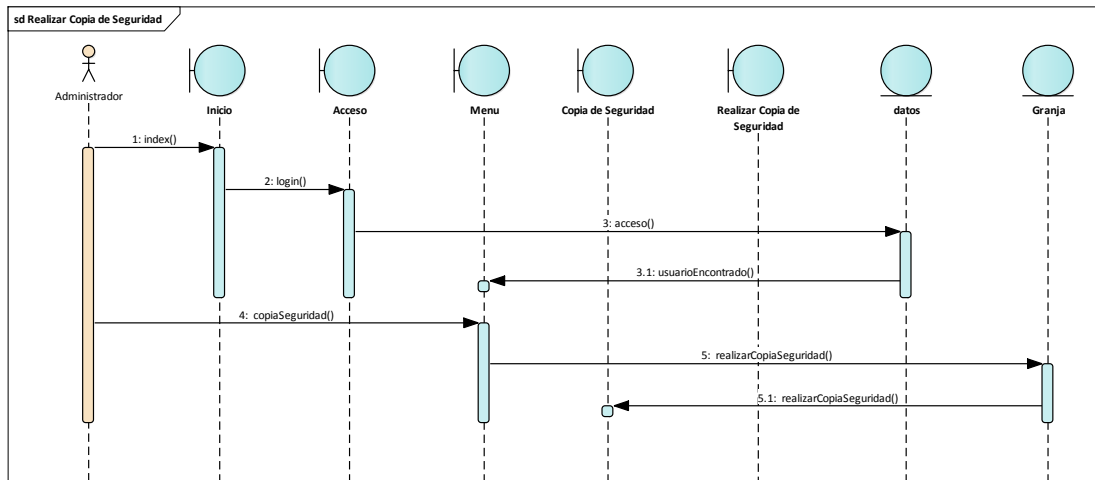 sd Realizar Copia de Seguridad
Administrador
Inicio
Acceso
Menu
Copia de Seguridad
Realizar Copia de
Seguridad
datos
Granja
1: index()
2: login()
3: acceso()
3.1: usuarioEncontrado()
4: copiaSeguridad()
5: realizarCopiaSeguridad()
5.1: realizarCopiaSeguridad()